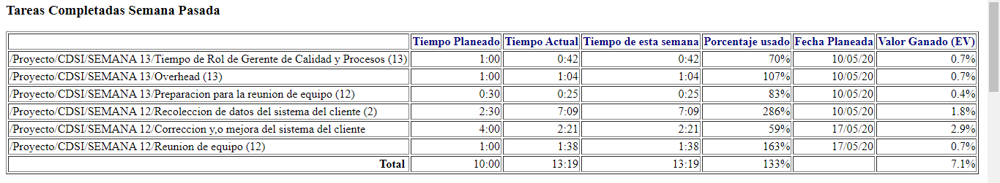 Tareas Completadas Semana Pasada
Tiempo Planeado Tiempo Actual Tiempo de esta semana Porcentaje usado Fecha Planeada Valor Ganado (EV)
/Proyecto/CDSI/SEMANA 13/Tiempo de Rol de Gerente de Calidad y Procesos (13) 1:00 0:42 0:42 70% 10/05/20 0.7%
/Proyecto/CDSI/SEMANA 13/Overhead (13) 1:00 1:04 1:04 107% 10/05/20 0.7%
/Proyecto/CDSI/SEMANA 13/Preparacion para la reunion de equipo (12) 0:30 0:25 0:25 83% 10/05/20 0.4%
/Proyecto/CDSI/SEMANA 12/Recoleccion de datos del sistema del cliente (2) 2:30 7:09 7:09 286% 10/05/20 1.8%
/Proyecto/CDSI/SEMANA 12/Correccion y,o mejora del sistema del cliente 4:00 2:21 2:21 59% 17/05/20 2.9%
/Proyecto/CDSI/SEMANA 12/Reunion de equipo (12) 1:00 1:38 1:38 163% 17/05/20 0.7%
Total 10:00 13:19 13:19 133% 7.1%